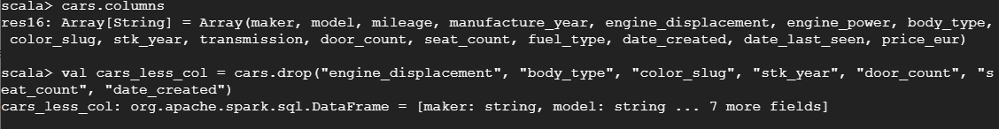 scala> cars.columns
res16: Array[String] = Array(maker, model, mileage, manufacture_year, engine_displacement, engine_power, body_type,
color_slug, stk_year, transmission, door_count, seat_count, fuel_type, date_created, date_last_seen, price_eur)
scala> val cars_less_col = cars.drop("engine_displacement", "body_type", "color_slug", "stk_year", "door_count", "s
eat_count", "date_created")
cars_less_col: org.apache.spark.sql.DataFrame = [maker: string, model: string ... 7 more fields]